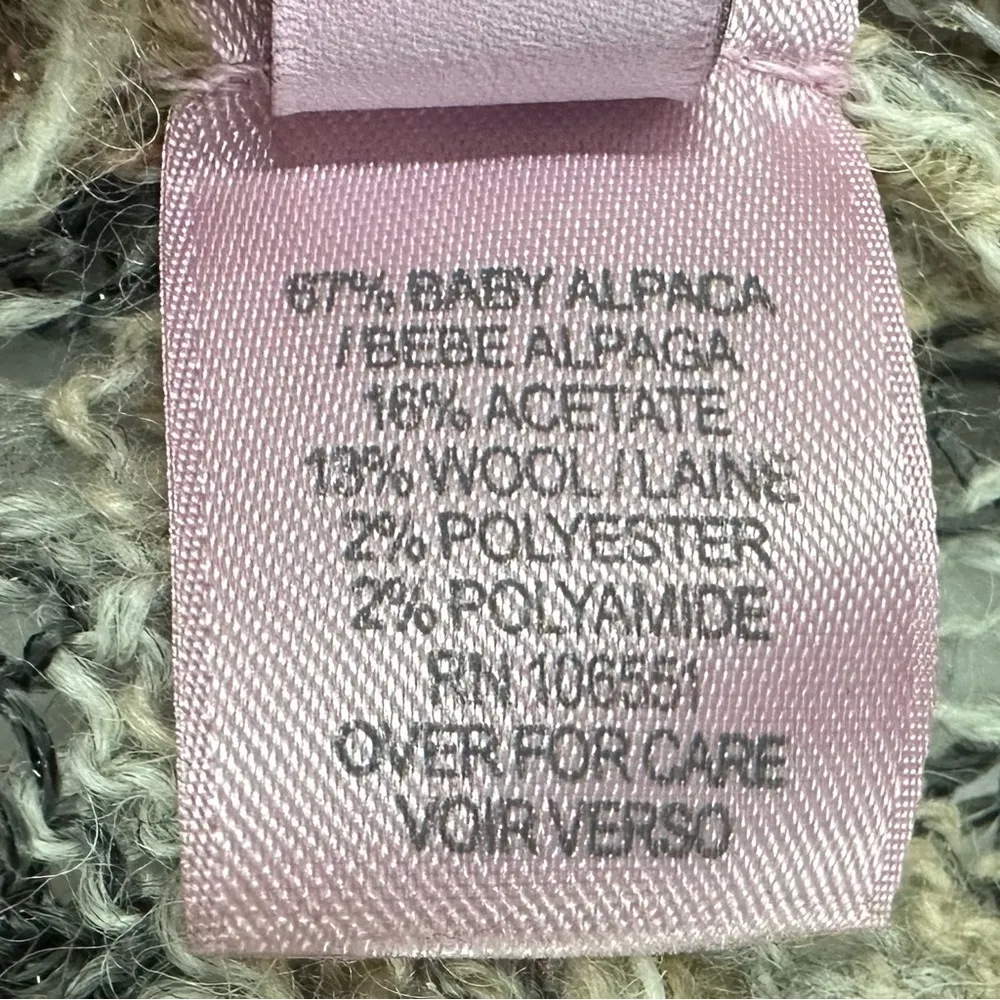 67% BABY ALPACA
/ BEBE ALPAGA
16% ACETATE
13% WOOL / LAINE
2% POLYESTER
2% POLYAMIDE
RN 106551
OVER FOR CARE
VOIR VERSO